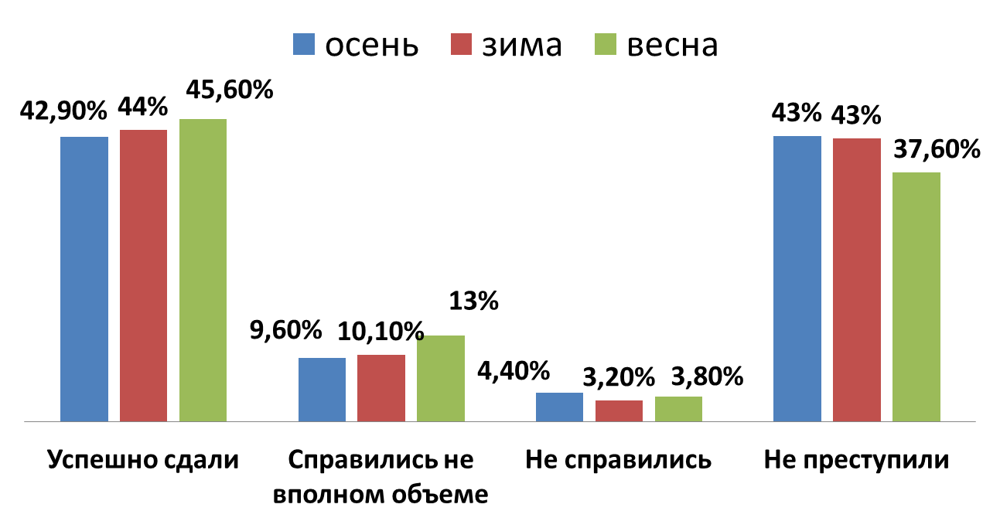 осень зима весна
42,90% 44% 45,60%
9,60% 10,10% 13%
4,40% 3,20% 3,80%
43% 43% 37,60%
Успешно сдали
Справились не
вполном объеме
Не справились
Не преступили